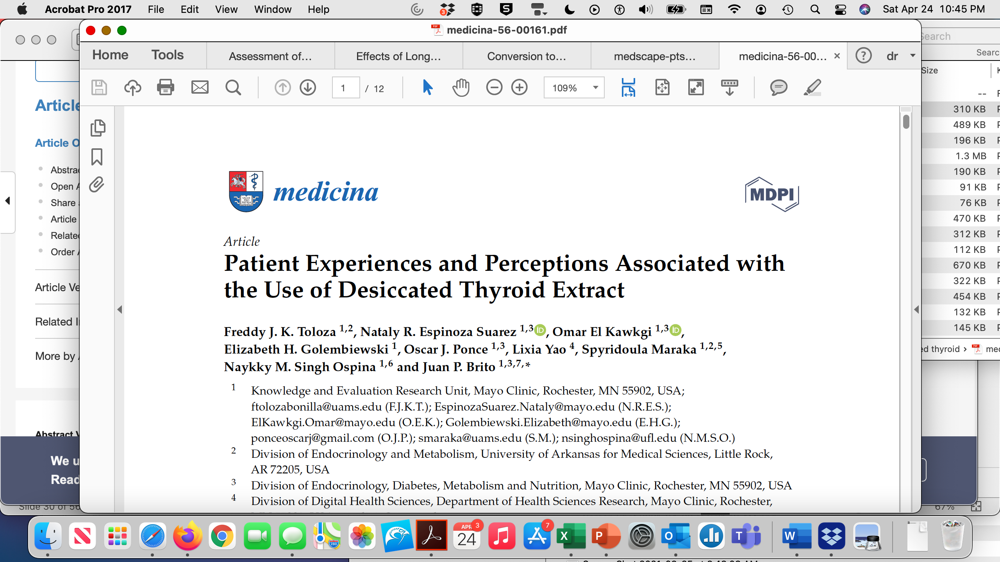 Acrobat Pro 2017 File Edit View Window Help
3
Sat Apr 24 10:45 PM
medicina-56-00161.pdf
Search
Home Tools Assessment of... Effects of Long... Conversion to... medscape-pts... medicina-56-00... × ? dr
Size
1 / 12 109%
--
310 KB
489 KB
196 KB
1.3 MB
190 KB
91 KB
76 KB
470 KB
312 KB
112 KB
670 KB
322 KB
454 KB
132 KB
145 KB
thyroid ›
Article
Open
Share
Article
Order
Article
Related
More by
Abstract
We
Slide 30 of 56
67%
SALUS
PRO
PATRIA
medicina
MDPI
Article
Patient Experiences and Perceptions Associated with
the Use of Desiccated Thyroid Extract
Freddy J. K. Toloza 1,2, Nataly R. Espinoza Suarez 1,3 iD, Omar El Kawkgi 1,3 iD,
Elizabeth H. Golembiewski 1, Oscar J. Ponce 1,3, Lixia Yao 4, Spyridoula Maraka 1,2,5,
Naykky M. Singh Ospina 1,6 and Juan P. Brito 1,3,7,*
1 Knowledge and Evaluation Research Unit, Mayo Clinic, Rochester, MN 55902, USA;
ftolozabonilla@uams.edu (F.J.K.T.); EspinozaSuarez.Nataly@mayo.edu (N.R.E.S.);
ElKawkgi.Omar@mayo.edu (O.E.K.); Golembiewski.Elizabeth@mayo.edu (E.H.G.);
ponceoscarj@gmail.com (O.J.P.); smaraka@uams.edu (S.M.); nsinghospina@ufl.edu (N.M.S.O.)
2 Division of Endocrinology and Metabolism, University of Arkansas for Medical Sciences, Little Rock,
AR 72205, USA
3 Division of Endocrinology, Diabetes, Metabolism and Nutrition, Mayo Clinic, Rochester, MN 55902, USA
4 Division of Digital Health Sciences, Department of Health Sciences Research, Mayo Clinic, Rochester,
280
APR 3
24
7
X
P
O
T
W